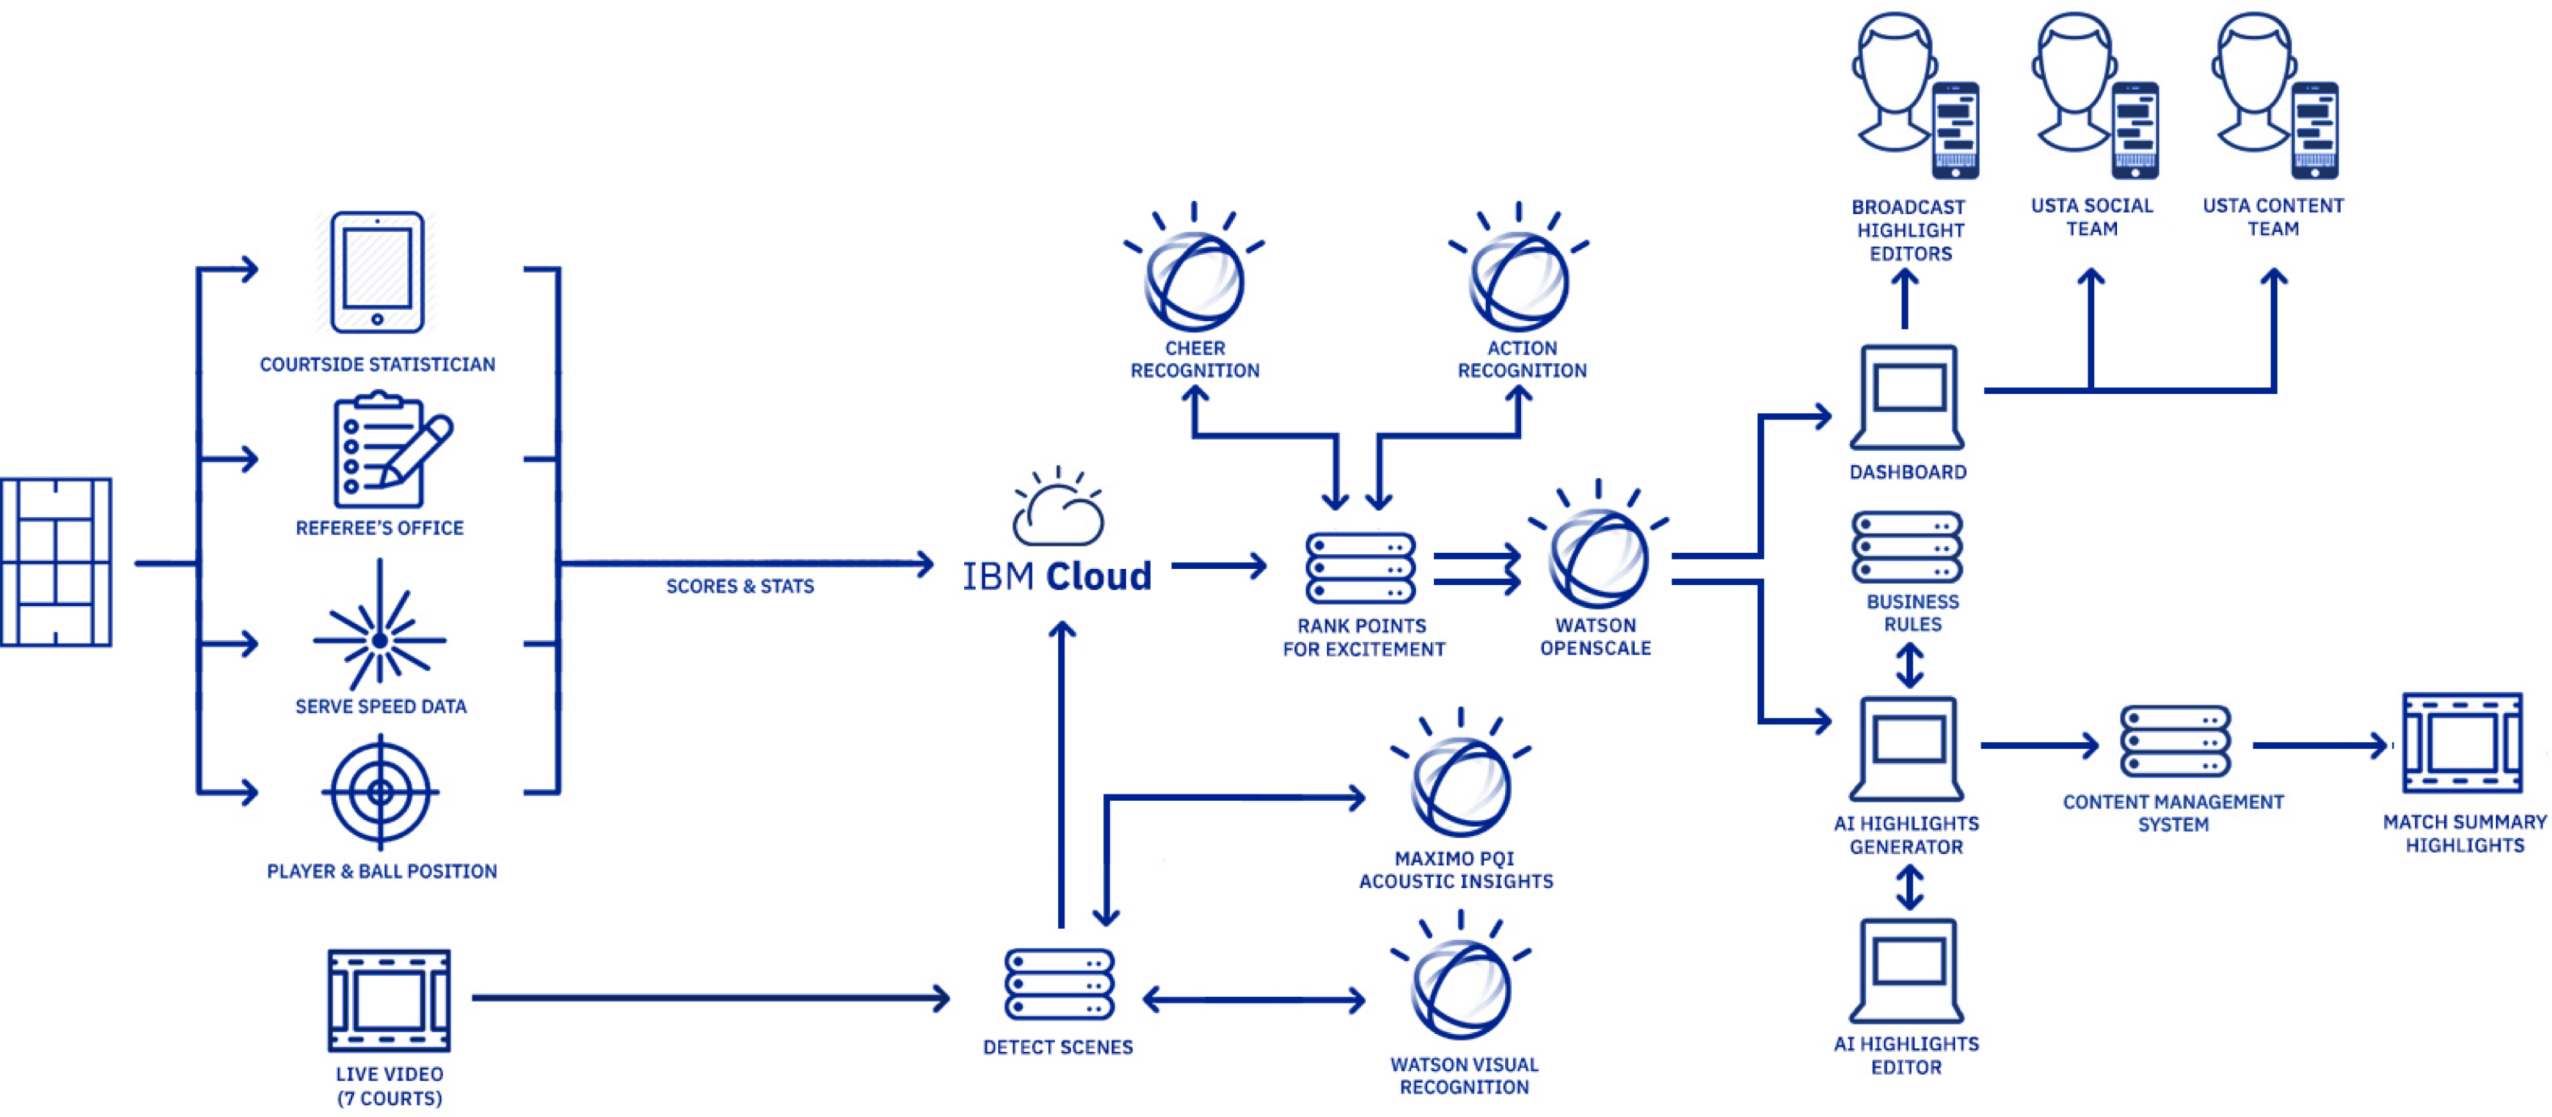 COURTSIDE STATISTICIAN
REFEREE'S OFFICE
SERVE SPEED DATA
PLAYER & BALL POSITION
LIVE VIDEO
(7 COURTS)
SCORES & STATS
IBM Cloud
DETECT SCENES
CHEER
RECOGNITION
ACTION
RECOGNITION
RANK POINTS
FOR EXCITEMENT
WATSON
OPENSCALE
MAXIMO PQI
ACOUSTIC INSIGHTS
WATSON VISUAL
RECOGNITION
BROADCAST
HIGHLIGHT
EDITORS
USTA SOCIAL
TEAM
USTA CONTENT
TEAM
DASHBOARD
BUSINESS
RULES
AI HIGHLIGHTS
GENERATOR
AI HIGHLIGHTS
EDITOR
CONTENT MANAGEMENT
SYSTEM
MATCH SUMMARY
HIGHLIGHTS